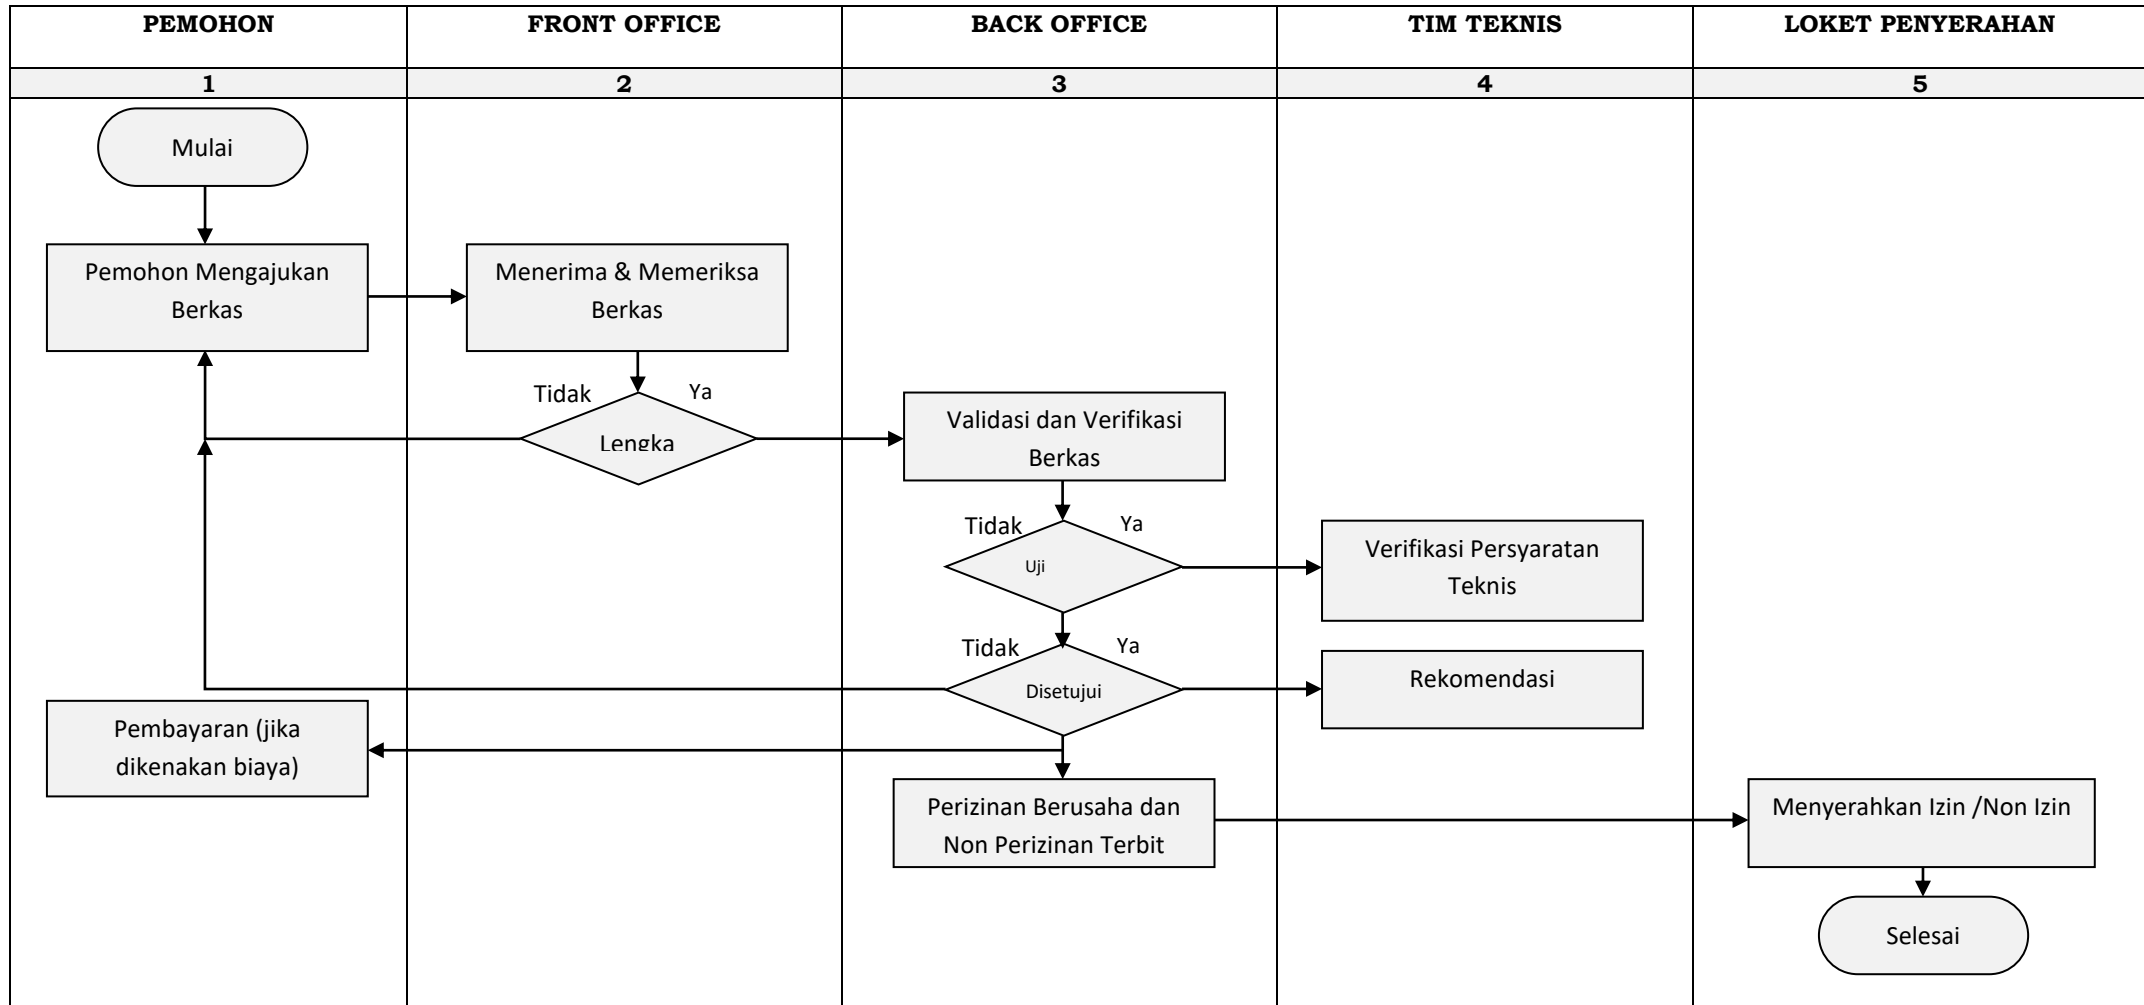 PEMOHON
FRONT OFFICE
BACK OFFICE
TIM TEKNIS
LOKET PENYERAHAN
1
2
3
4
5
Mulai
Pemohon Mengajukan
Berkas
Menerima & Memeriksa
Berkas
Tidak
Ya
Lengka
Validasi dan Verifikasi
Berkas
Tidak
Ya
Uji
Verifikasi Persyaratan
Teknis
Tidak
Ya
Disetujui
Rekomendasi
Pembayaran (jika
dikenakan biaya)
Perizinan Berusaha dan
Non Perizinan Terbit
Menyerahkan Izin /Non Izin
Selesai